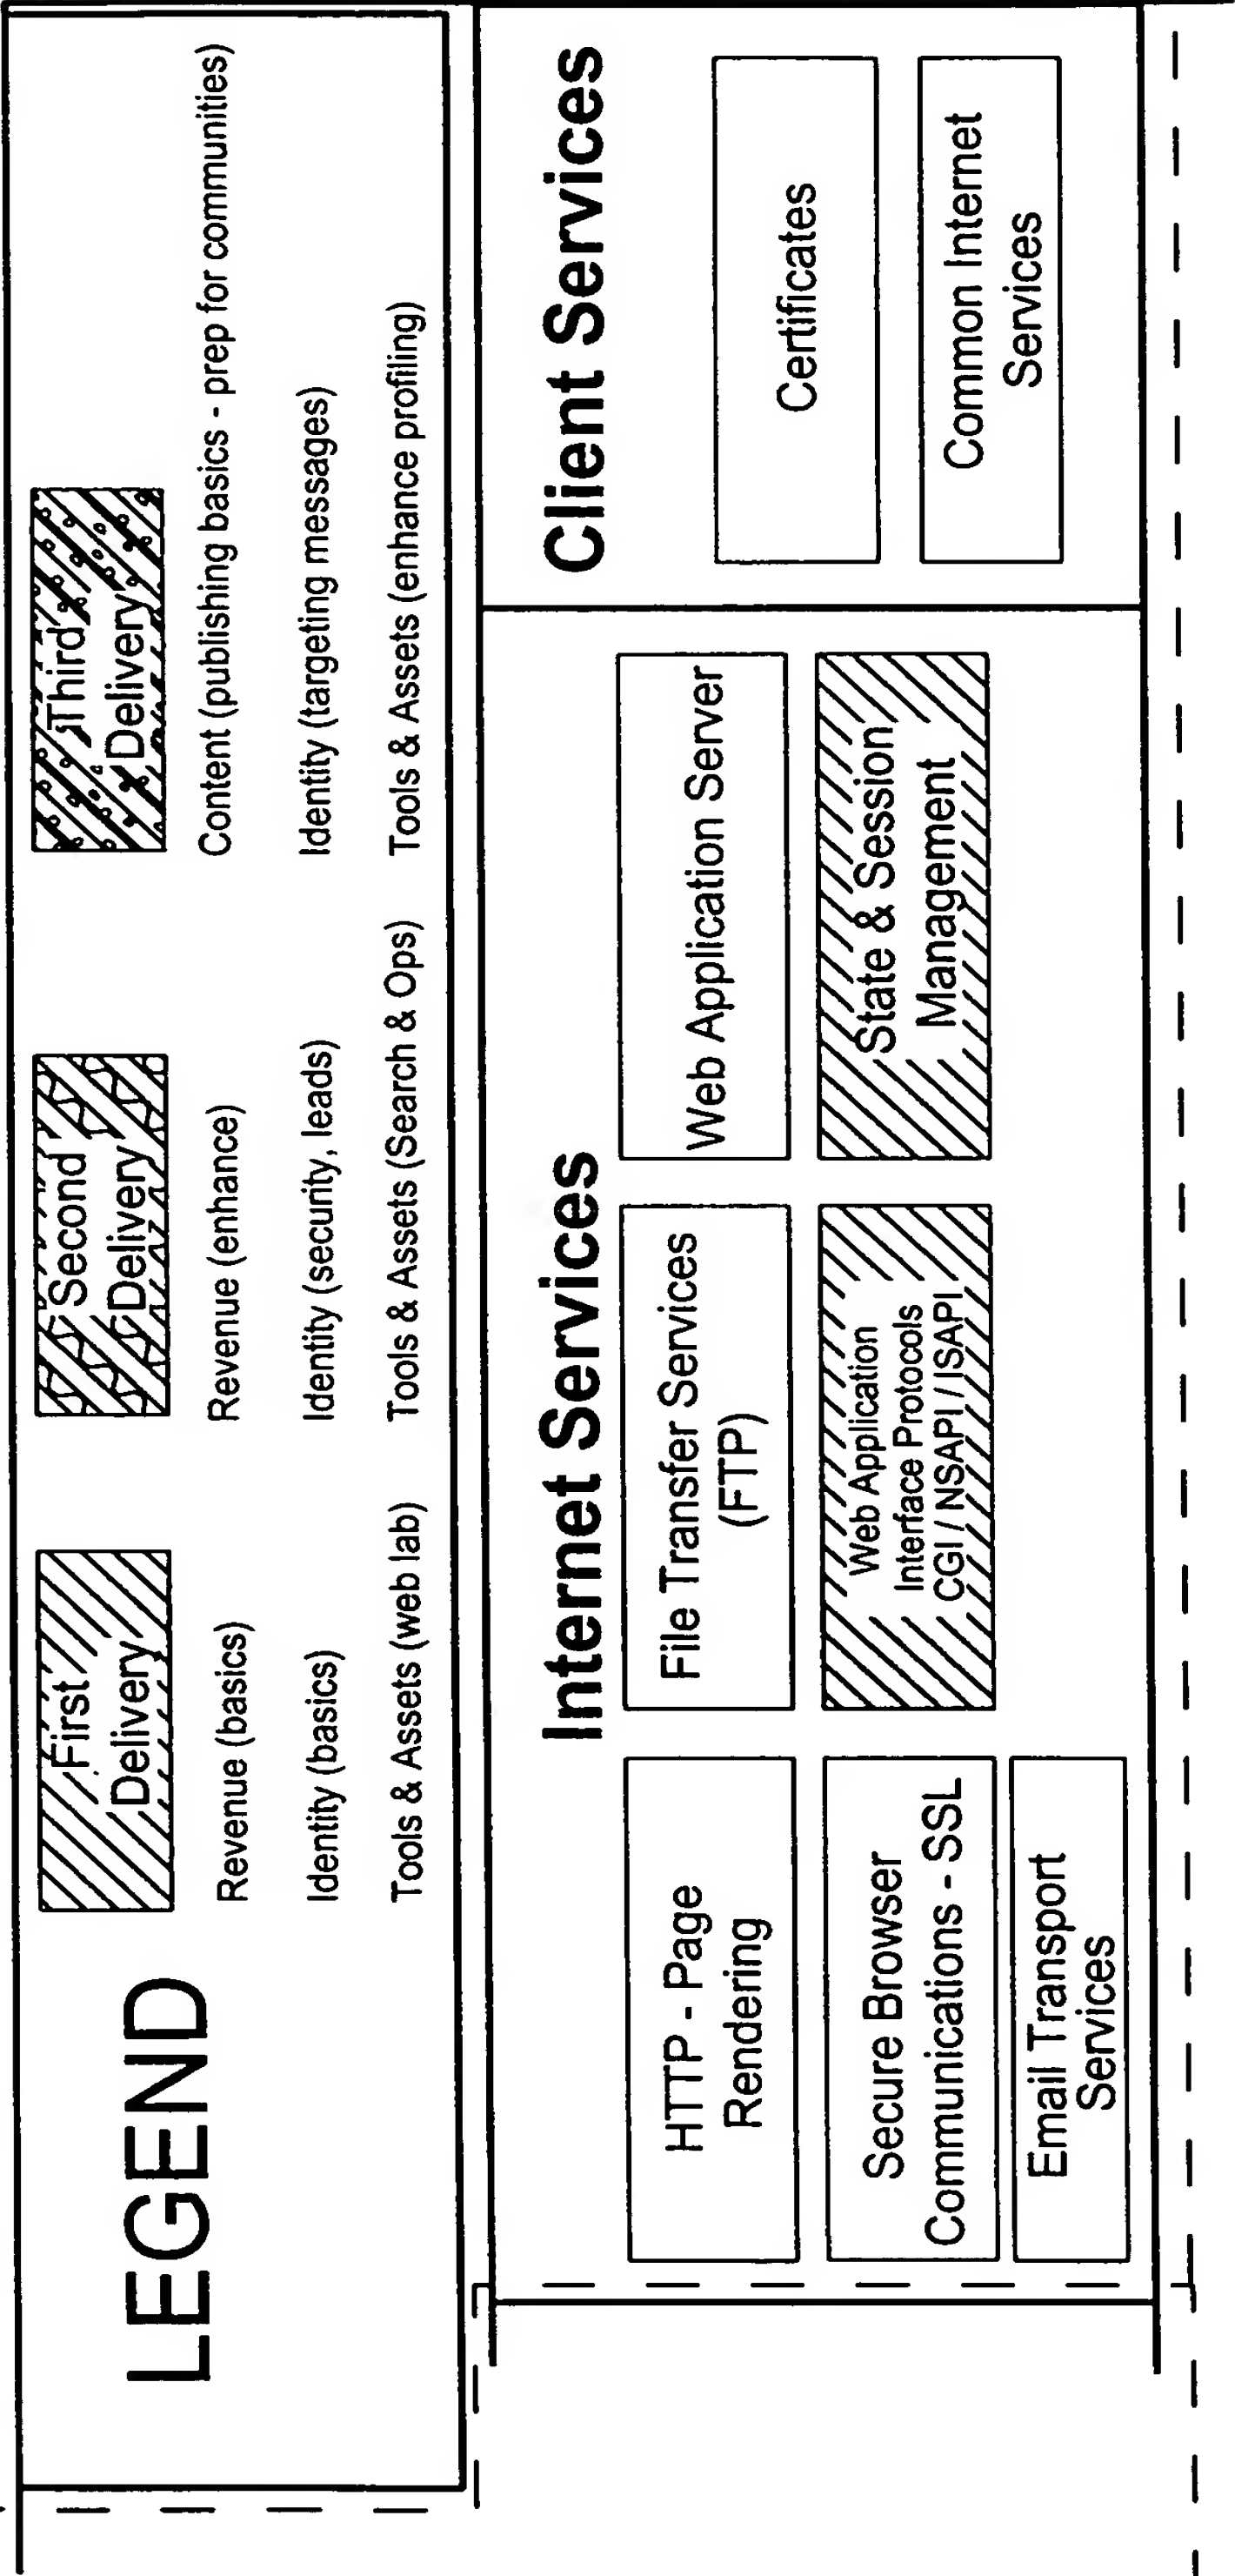 LEGEND
First
Delivery
Revenue (basics)
Identity (basics)
Tools & Assets (web lab)
Second
Delivery
Revenue (enhance)
Identity (security, leads)
Tools & Assets (Search & Ops)
Third
Delivery
Content (publishing basics - prep for communities)
Identity (targeting messages)
Tools & Assets (enhance profiling)
Internet Services
HTTP - Page
Rendering
File Transfer Services
(FTP)
Web Application Server
Secure Browser
Communications - SSL
Web Application
Interface Protocols
CGI / NSAPI / ISAPI
State & Session
Management
Email Transport
Services
Client Services
Certificates
Common Internet
Services